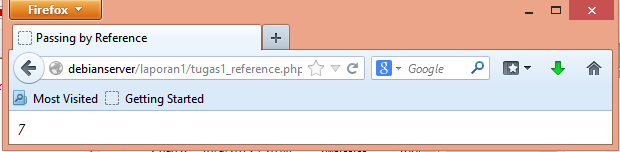 Firefox
Passing by Reference
debianserver/laporan1/tugas1_reference.php
Google
Most Visited Getting Started
7